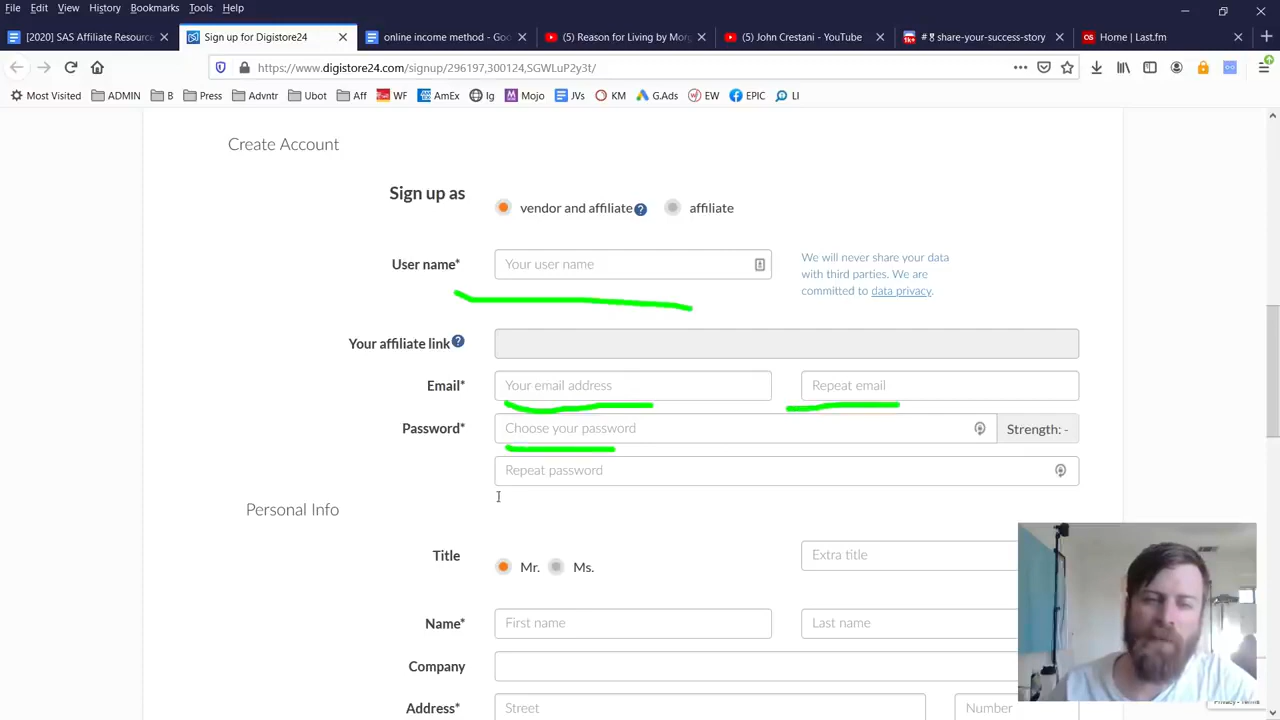 File Edit View History Bookmarks Tools Help
[2020] SAS Affiliate Resource
Sign up for Digistore24
online income method - Goo
(5) Reason for Living by Mor
(5) John Crestani - YouTube
share-your-success-story
Home | Last.fm
https://www.digistore24.com/signup/296197,300124,SGWLuP2y3t/
Most Visited ADMIN B Press Advntr Ubot Aff WF AmEx Ig Mojo JVs KM G.Ads EW EPIC LI
Create Account
Sign up as
vendor and affiliate
affiliate
User name*
Your user name
We will never share your data
with third parties. We are
committed to data privacy.
Your affiliate link
Email*
Your email address
Repeat email
Password*
Choose your password
Strength: -
Repeat password
Personal Info
Title
Mr. Ms.
Extra title
Name*
First name
Last name
Company
Address*
Street
Number
Privacy - Terms